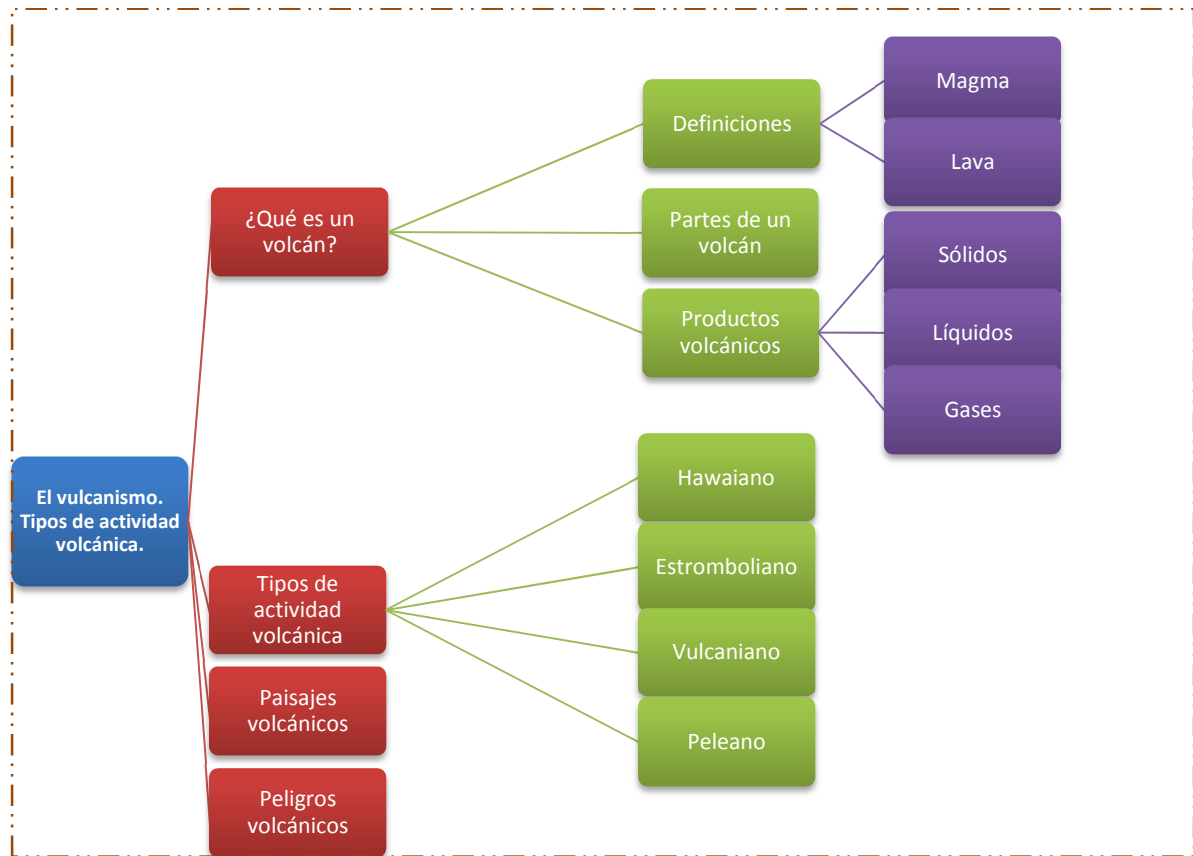 El vulcanismo.
Tipos de actividad
volcánica.
¿Qué es un
volcán?
Definiciones
Magma
Lava
Partes de un
volcán
Productos
volcánicos
Sólidos
Líquidos
Gases
Tipos de
actividad
volcánica
Hawaiano
Estromboliano
Vulcaniano
Peleano
Paisajes
volcánicos
Peligros
volcánicos